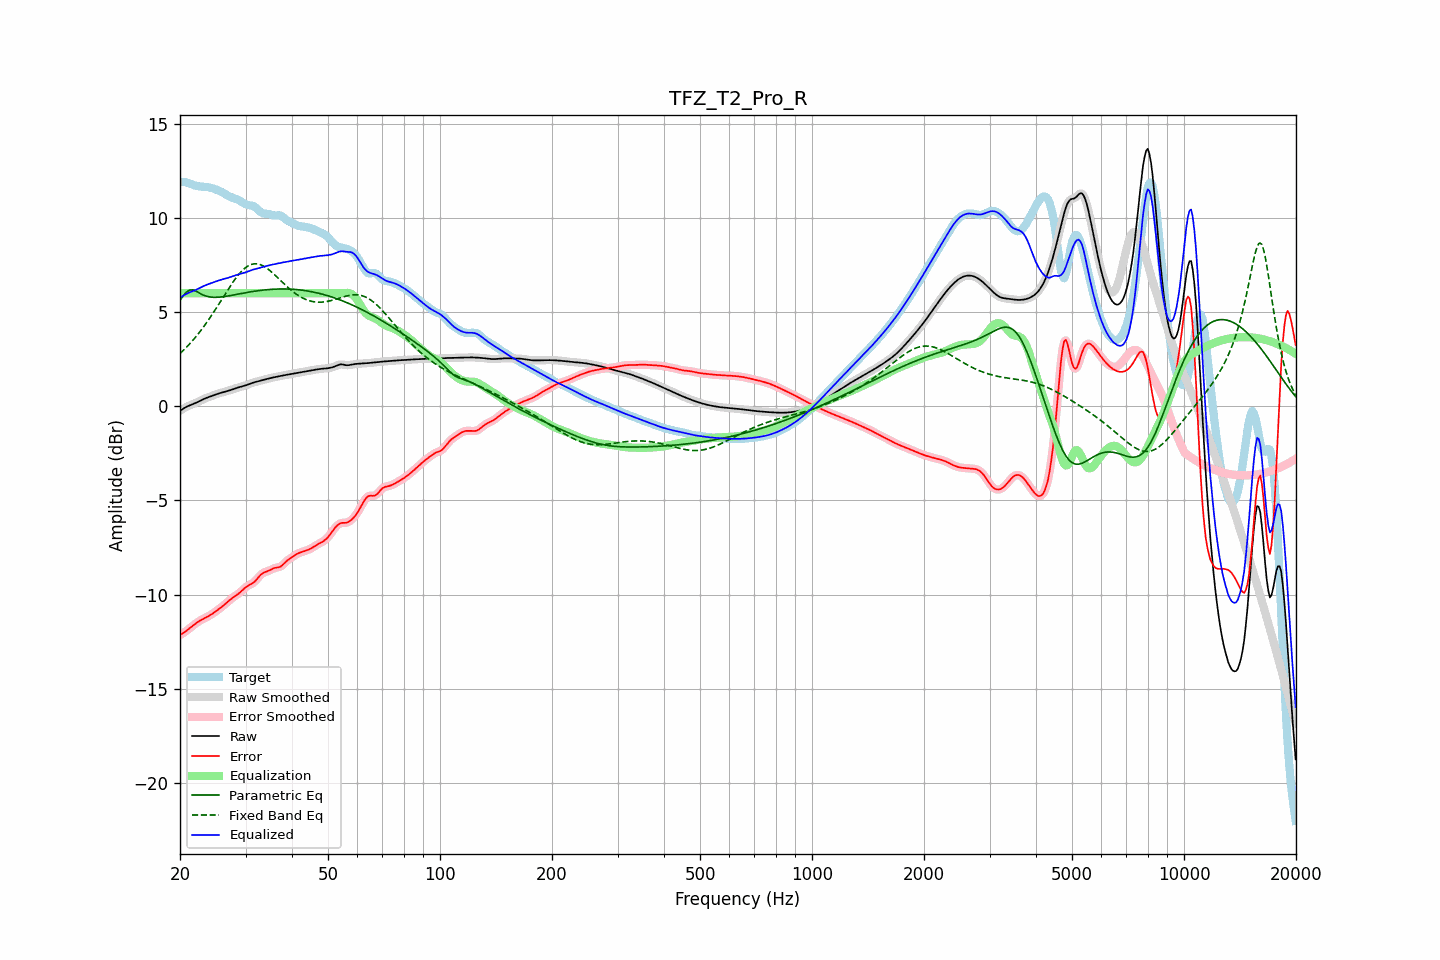 TFZ_T2_Pro_R
15
10
5
0
−5
−10
−15
−20
Amplitude (dBr)
Target
Raw Smoothed
Error Smoothed
Raw
Error
Equalization
Parametric Eq
Fixed Band Eq
Equalized
20 50 100 200 500 1000 2000 5000 10000 20000
Frequency (Hz)